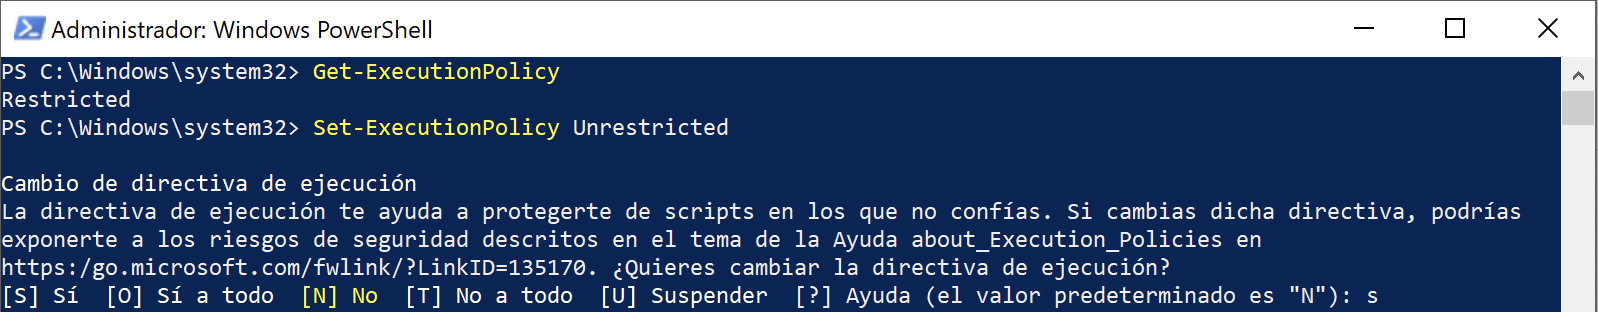 Administrador: Windows PowerShell
PS C:\Windows\system32> Get-ExecutionPolicy
Restricted
PS C:\Windows\system32> Set-ExecutionPolicy Unrestricted
Cambio de directiva de ejecución
La directiva de ejecución te ayuda a protegerte de scripts en los que no confías. Si cambias dicha directiva, podrías
exponerte a los riesgos de seguridad descritos en el tema de la Ayuda about_Execution_Policies en
https:/go.microsoft.com/fwlink/?LinkID=135170. ¿Quieres cambiar la directiva de ejecución?
[S] Sí  [O] Sí a todo  [N] No  [T] No a todo  [U] Suspender  [?] Ayuda (el valor predeterminado es "N"): s